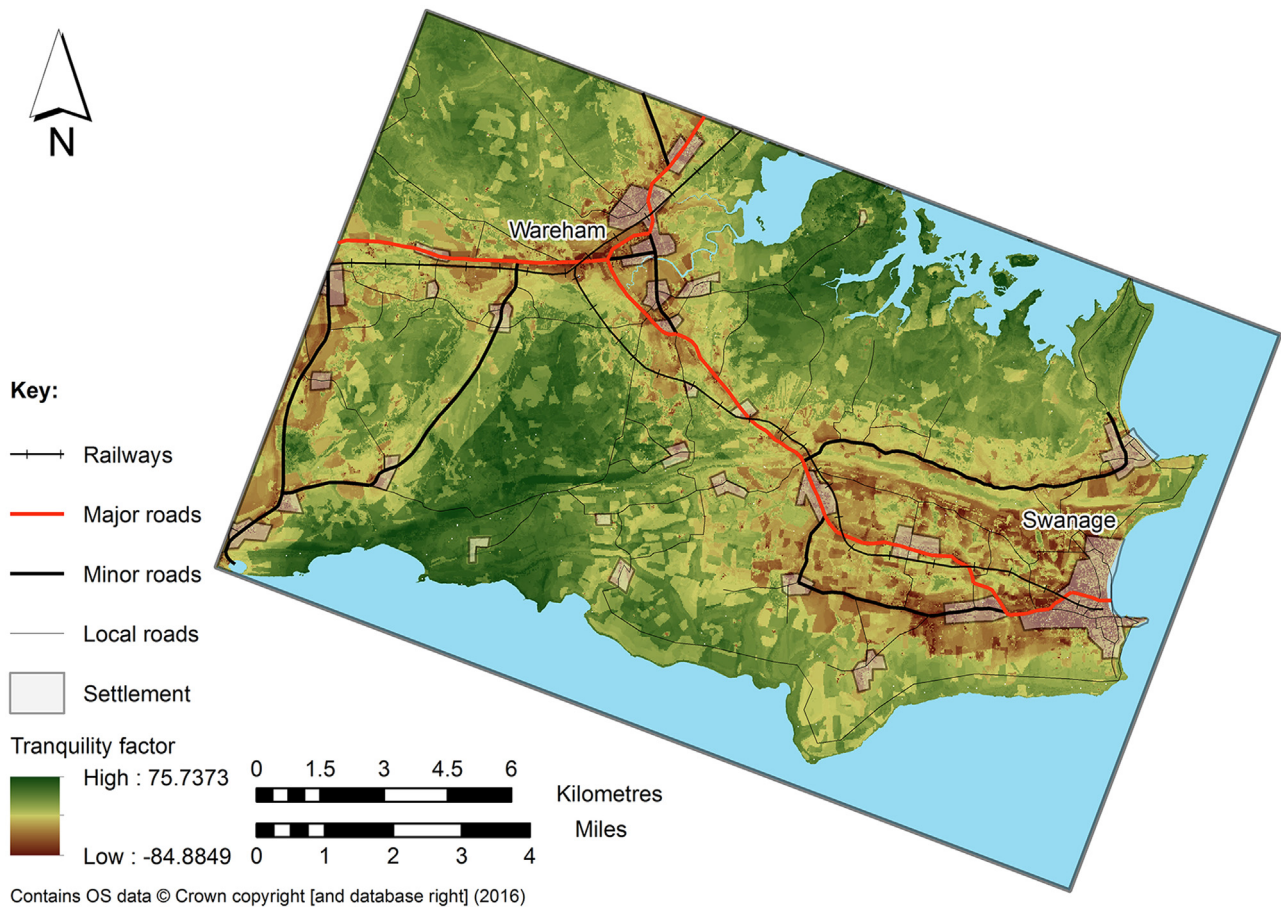 N
Wareham
Swanage
Key:
Railways
Major roads
Minor roads
Local roads
Settlement
Tranquility factor
High : 75.7373
Low : -84.8849
0 1.5 3 4.5 6
Kilometres
Miles
0 1 2 3 4
Contains OS data © Crown copyright [and database right] (2016)